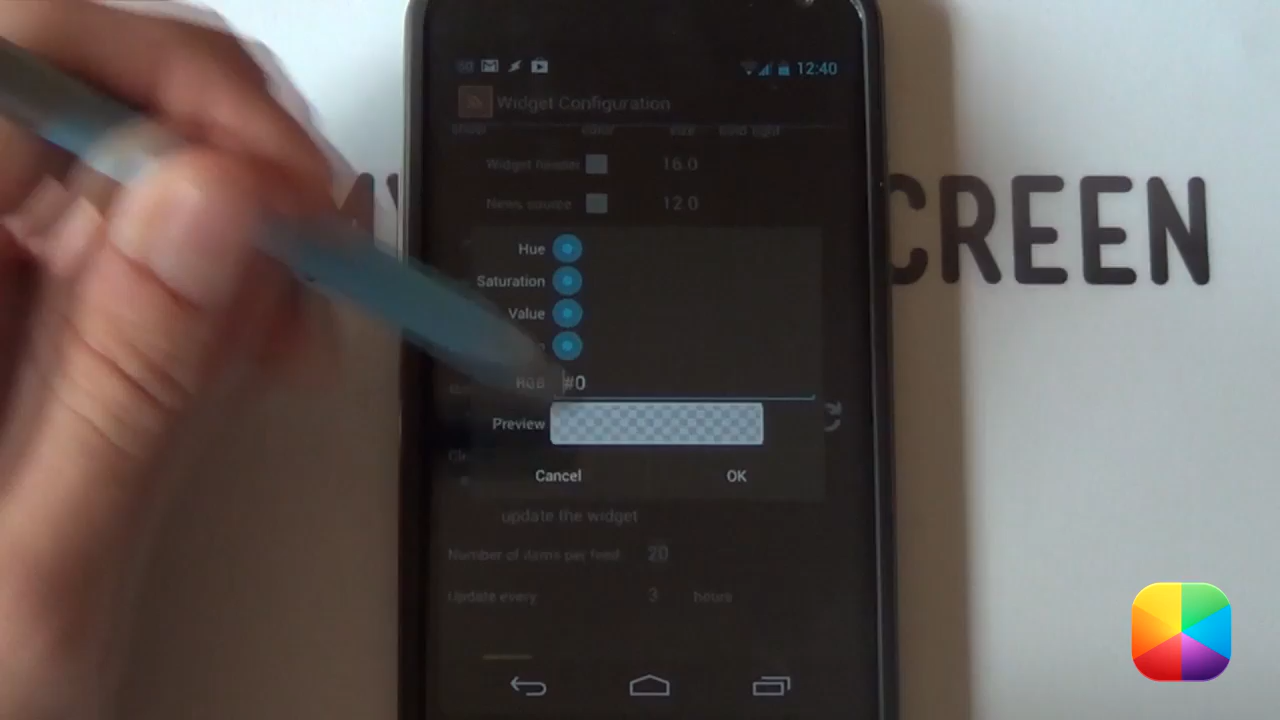 12:40
Widget Configuration
Widget header 16.0
News source 12.0
CREEN
Hue
Saturation
Value
RGB #0
Preview
Cancel OK
update the widget
Number of items per feed 20
Update every 3 hours